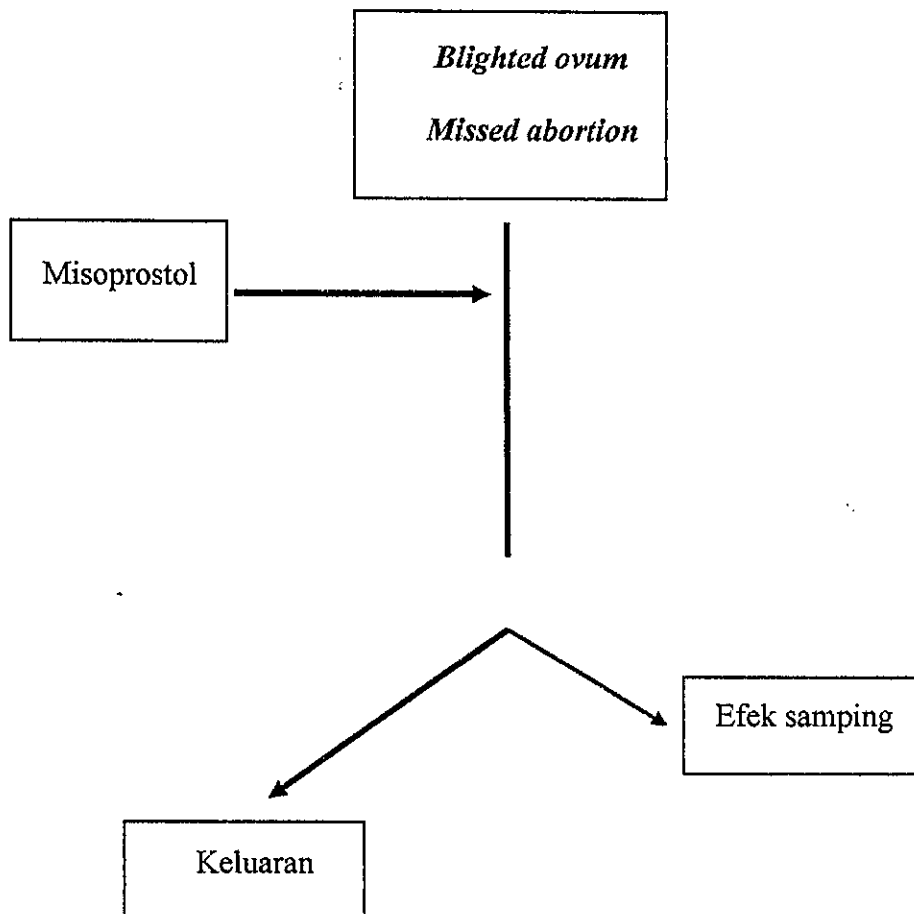 Blighted ovum
Missed abortion
Misoprostol
Efek samping
Keluaran